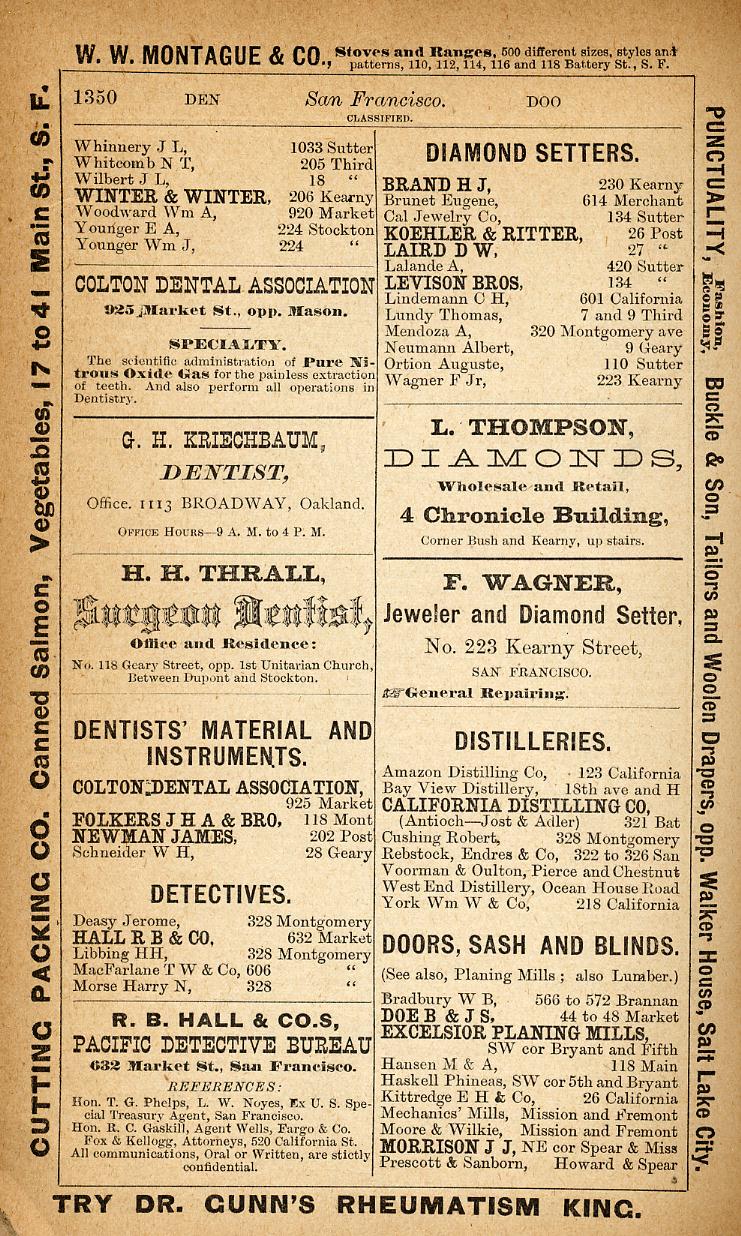 W. W. MONTAGUE & CO., Stoves and Ranges, 500 different sizes, styles and
patterns, 110, 112, 114, 116 and 118 Battery St., S. F.
1350 DEN San Francisco. DOO
CLASSIFIED.
Whinnery J L, 1033 Sutter
Whitcomb N T, 205 Third
Wilbert J L, 18 “
WINTER & WINTER, 206 Kearny
Woodward Wm A, 920 Market
Younger E A, 224 Stockton
Younger Wm J, 224 “
COLTON DENTAL ASSOCIATION
925 Market St., opp. Mason.
SPECIALTY.
The scientific administration of Pure Ni-
trous Oxide Gas for the painless extraction
of teeth. And also perform all operations in
Dentistry.
G. H. KRIECHBAUM,
DENTIST,
Office. 1113 BROADWAY, Oakland.
OFFICE HOURS—9 A. M. to 4 P. M.
H. H. THRALL,
Surgeon Dentist,
Office and Residence:
No. 118 Geary Street, opp. 1st Unitarian Church,
Between Dupont and Stockton.
DENTISTS’ MATERIAL AND
INSTRUMENTS.
COLTON DENTAL ASSOCIATION,
925 Market
FOLKERS J H A & BRO, 118 Mont
NEWMAN JAMES, 202 Post
Schneider W H, 28 Geary
DETECTIVES.
Deasy Jerome, 328 Montgomery
HALL R B & CO, 632 Market
Libbing HH, 328 Montgomery
MacFarlane T W & Co, 606 “
Morse Harry N, 328 “
R. B. HALL & CO.S,
PACIFIC DETECTIVE BUREAU
632 Market St., San Francisco.
REFERENCES:
Hon. T. G. Phelps, L. W. Noyes, Ex U. S. Spe-
cial Treasury Agent, San Francisco.
Hon. R. C. Gaskill, Agent Wells, Fargo & Co.
Fox & Kellogg, Attorneys, 520 California St.
All communications, Oral or Written, are stictly
confidential.
DIAMOND SETTERS.
BRAND H J, 230 Kearny
Brunet Eugene, 614 Merchant
Cal Jewelry Co, 134 Sutter
KOEHLER & RITTER, 26 Post
LAIRD D W, 27 “
Lalande A, 420 Sutter
LEVISON BROS, 134 “
Lindemann C H, 601 California
Lundy Thomas, 7 and 9 Third
Mendoza A, 320 Montgomery ave
Neumann Albert, 9 Geary
Ortion Auguste, 110 Sutter
Wagner F Jr, 223 Kearny
L. THOMPSON,
DIAMONDS,
Wholesale and Retail,
4 Chronicle Building,
Corner Bush and Kearny, up stairs.
F. WAGNER,
Jeweler and Diamond Setter,
No. 223 Kearny Street,
SAN FRANCISCO.
☞General Repairing.
DISTILLERIES.
Amazon Distilling Co, 123 California
Bay View Distillery, 18th ave and H
CALIFORNIA DISTILLING CO,
(Antioch—Jost & Adler) 321 Bat
Cushing Robert, 328 Montgomery
Rebstock, Endres & Co, 322 to 326 San
Voorman & Oulton, Pierce and Chestnut
West End Distillery, Ocean House Road
York Wm W & Co, 218 California
DOORS, SASH AND BLINDS.
(See also, Planing Mills ; also Lumber.)
Bradbury W B, 566 to 572 Brannan
DOE B & J S, 44 to 48 Market
EXCELSIOR PLANING MILLS,
SW cor Bryant and Fifth
Hansen M & A, 118 Main
Haskell Phineas, SW cor 5th and Bryant
Kittredge E H & Co, 26 California
Mechanics’ Mills, Mission and Fremont
Moore & Wilkie, Mission and Fremont
MORRISON J J, NE cor Spear & Miss
Prescott & Sanborn, Howard & Spear
CUTTING PACKING CO. Canned Salmon, Vegetables, 17 to 41 Main St., S. F.
PUNCTUALITY, Fashion, Economy, Buckle & Son, Tailors and Woolen Drapers, opp. Walker House, Salt Lake City.
TRY DR. GUNN'S RHEUMATISM KING.